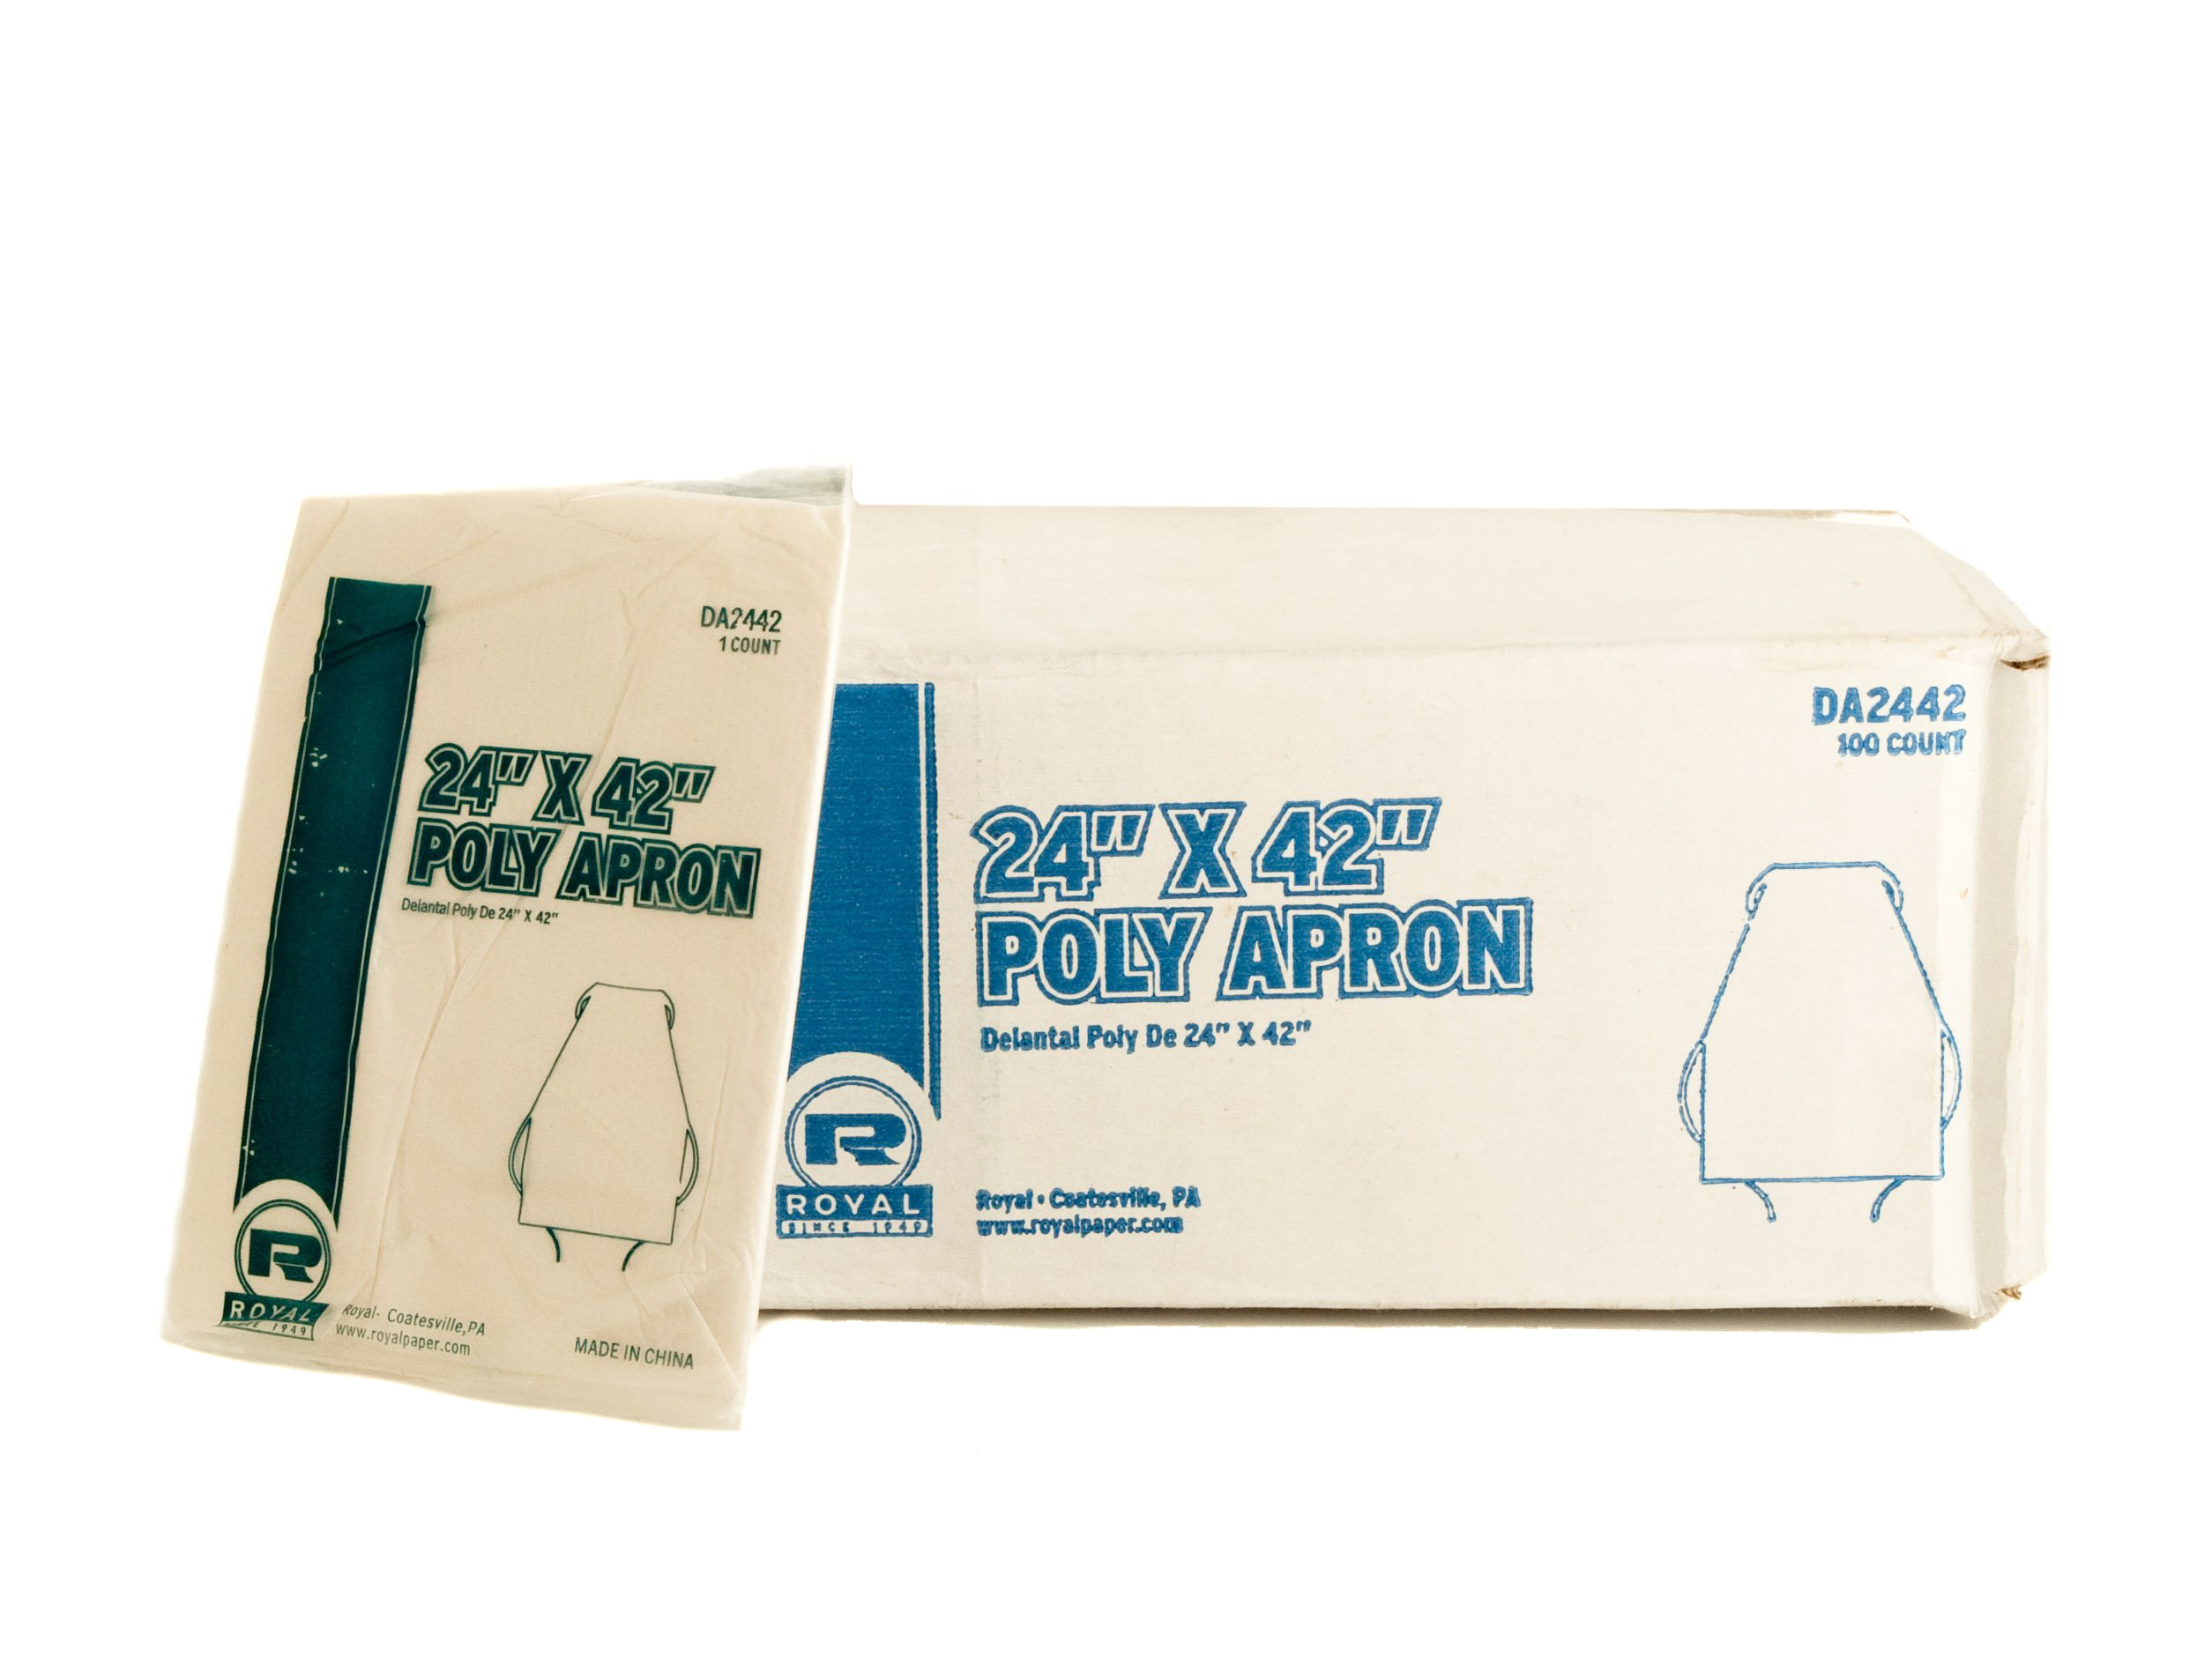 DA2442
1 COUNT
24" X 42"
POLY APRON
Delantal Poly De 24" X 42"
R
ROYAL
SINCE 1949
Royal· Coatesville, PA
www.royalpaper.com
MADE IN CHINA
DA2442
100 COUNT
24" X 42"
POLY APRON
Delantal Poly De 24" X 42"
R
ROYAL
SINCE 1949
Royal · Coatesville, PA
www.royalpaper.com